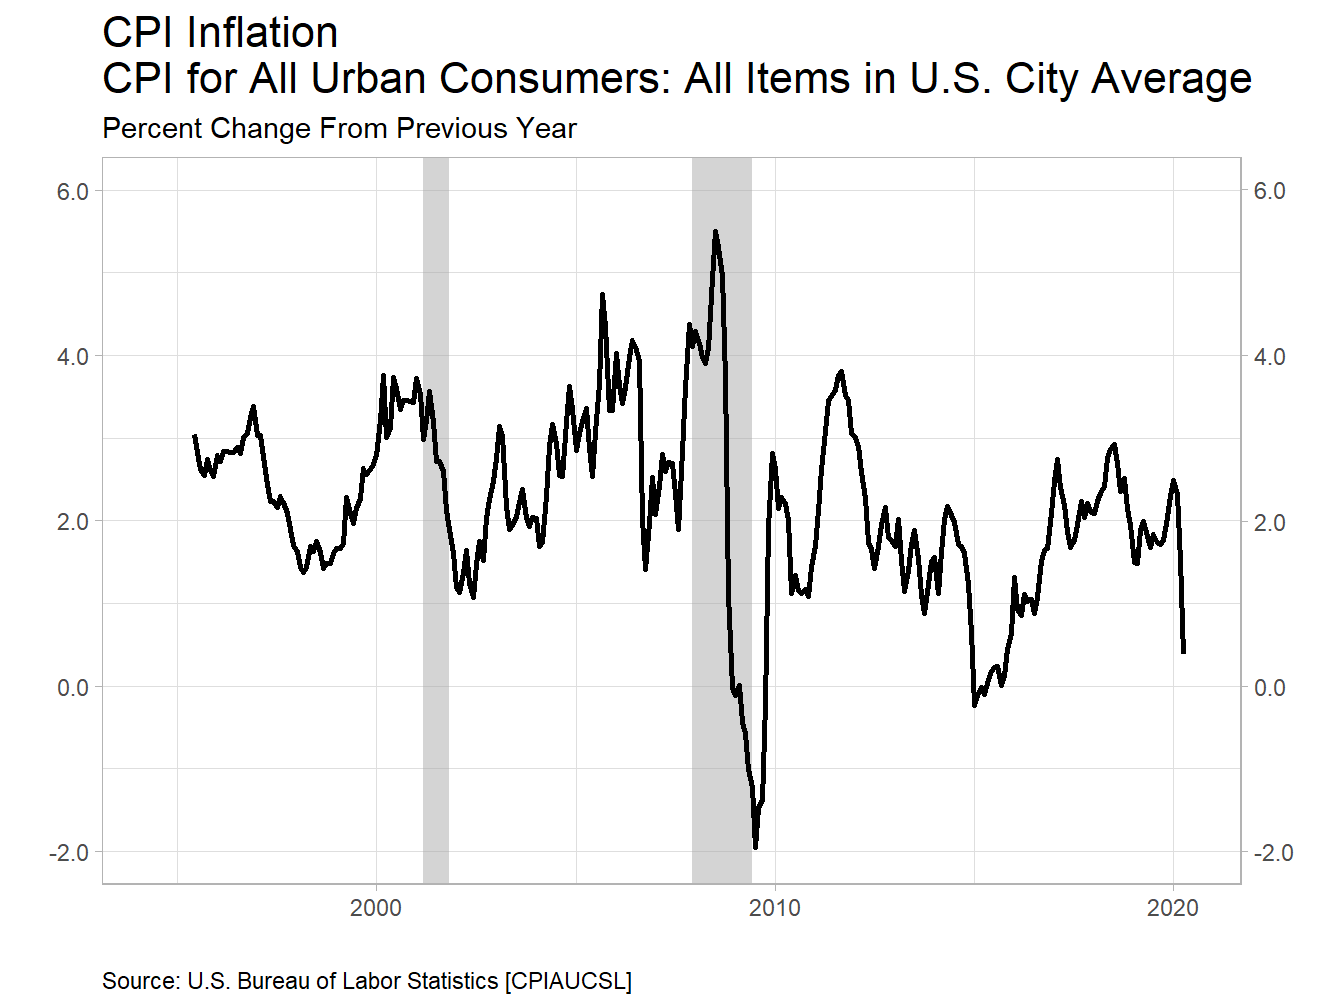 CPI Inflation
CPI for All Urban Consumers: All Items in U.S. City Average
Percent Change From Previous Year
6.0 6.0
4.0 4.0
2.0 2.0
0.0 0.0
-2.0 -2.0
2000 2010 2020
Source: U.S. Bureau of Labor Statistics [CPIAUCSL]